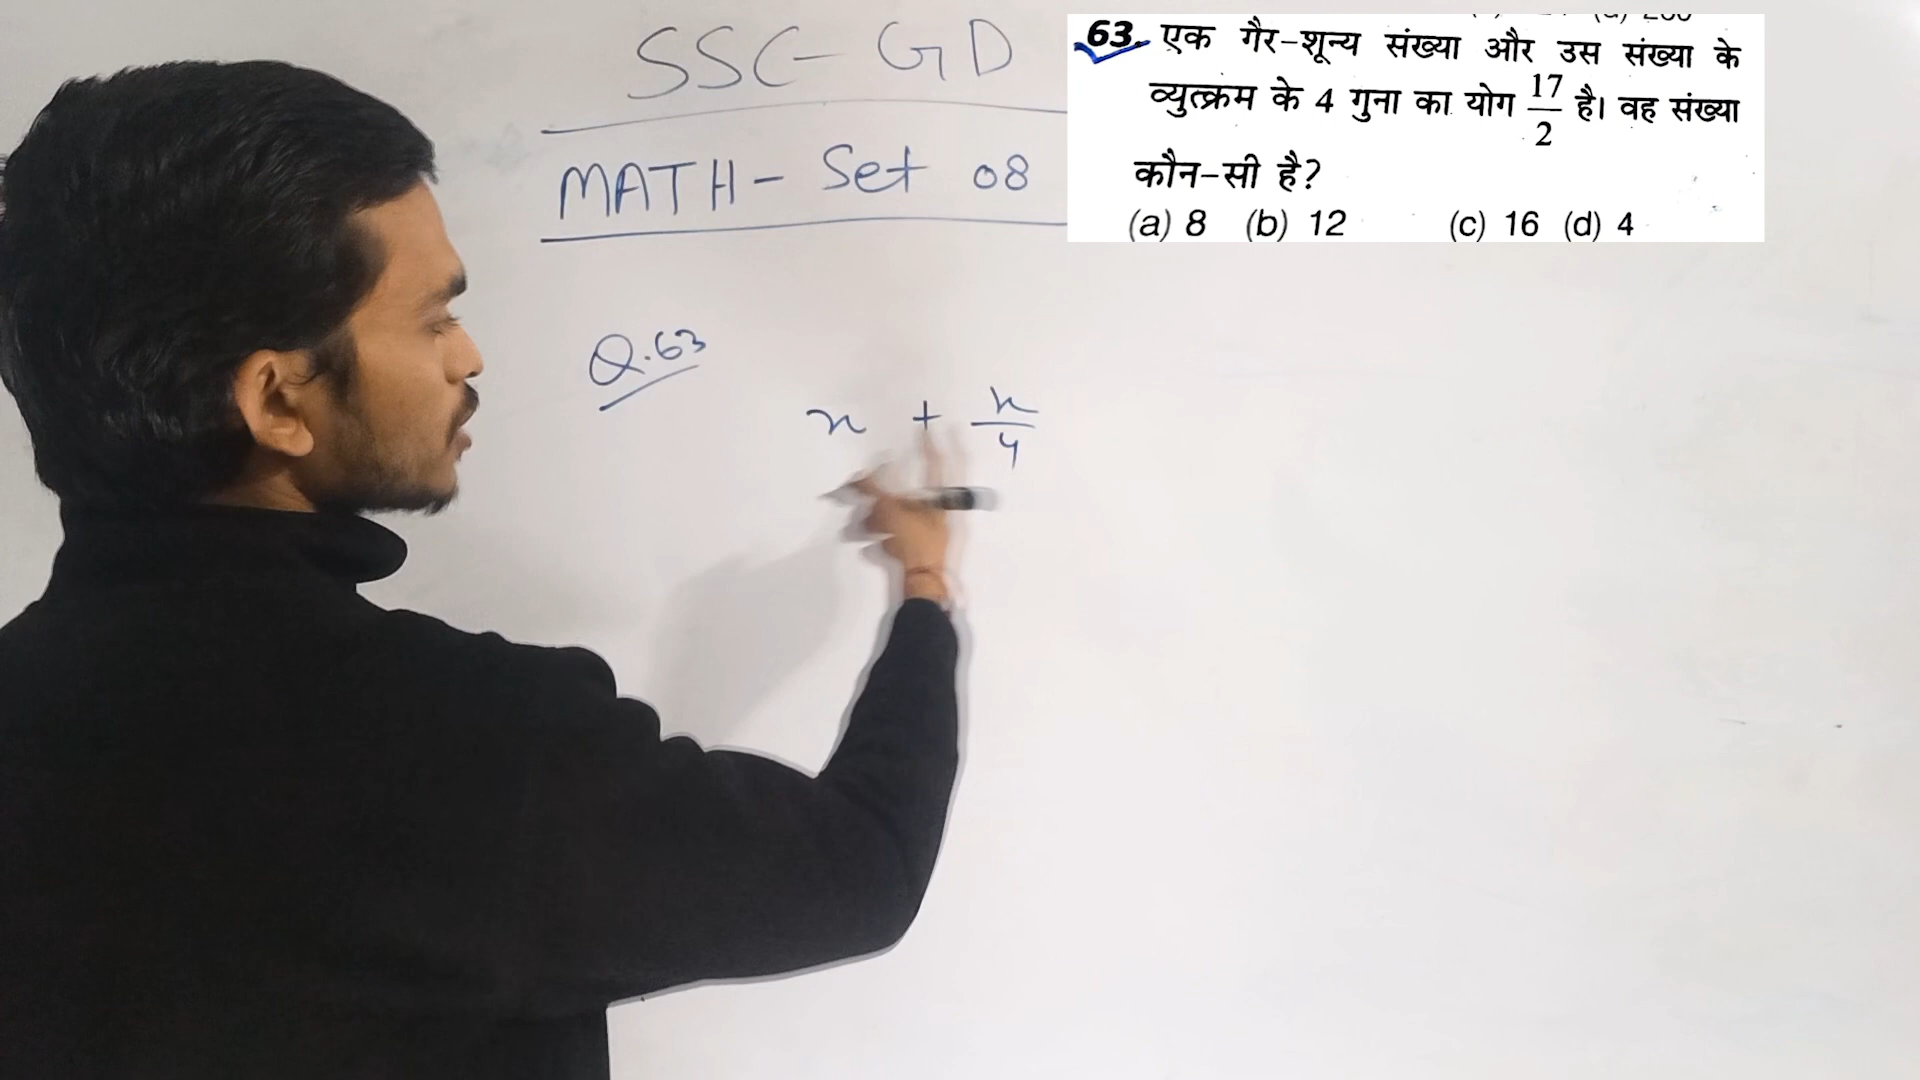 SSC- GD
MATH - Set 08
63. एक गैर-शून्य संख्या और उस संख्या के
व्युत्क्रम के 4 गुना का योग 17/2 है। वह संख्या
कौन-सी है?
(a) 8 (b) 12 (c) 16 (d) 4
Q.63
x + x/4